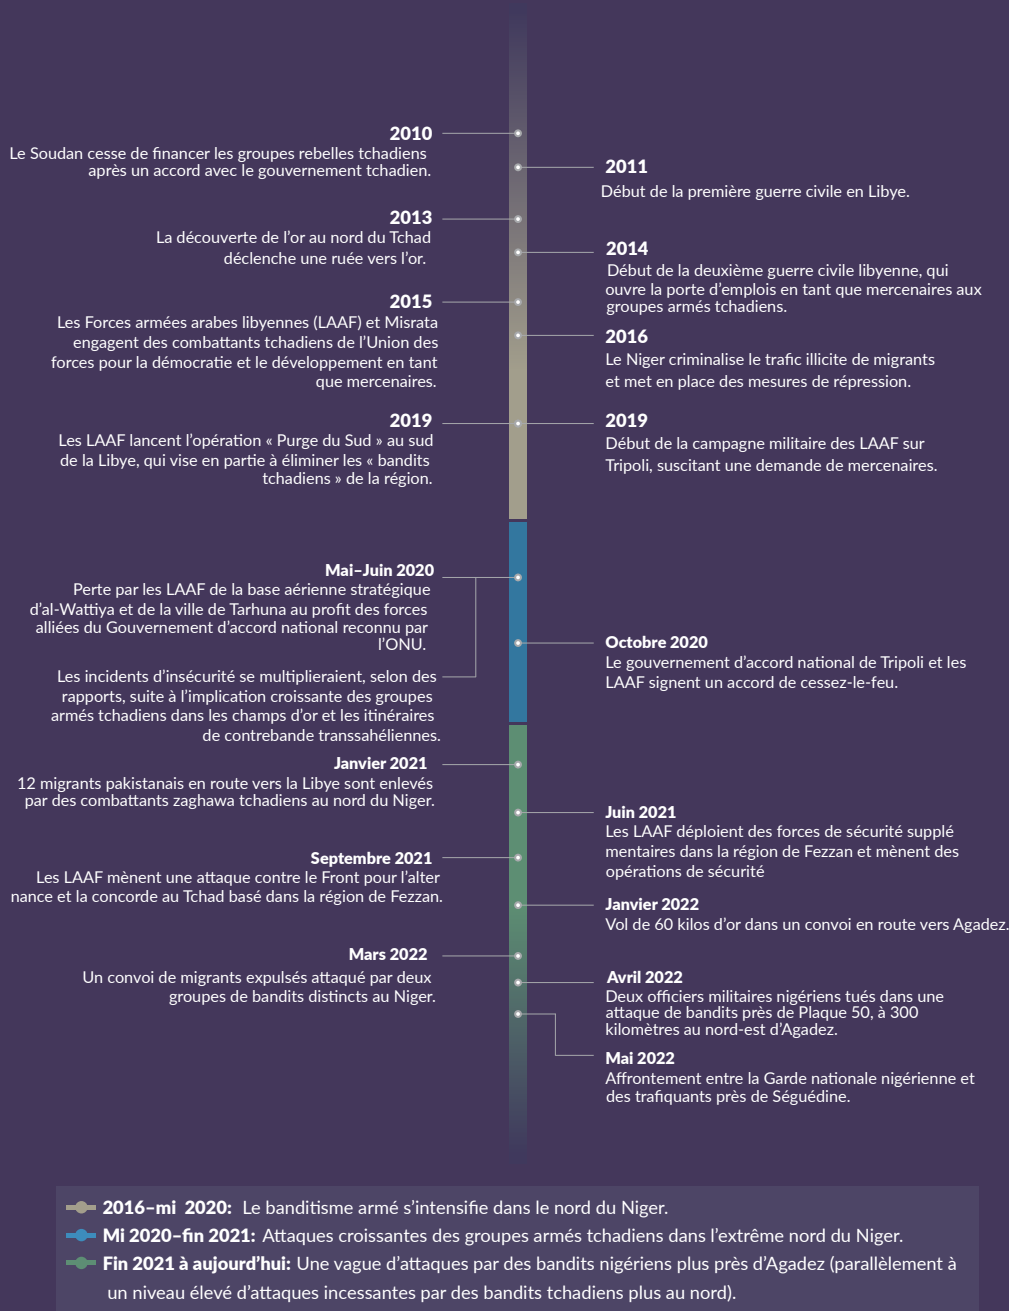 2010
Le Soudan cesse de financer les groupes rebelles tchadiens
après un accord avec le gouvernement tchadien.
2011
Début de la première guerre civile en Libye.
2013
La découverte de l’or au nord du Tchad
déclenche une ruée vers l’or.
2014
Début de la deuxième guerre civile libyenne, qui
ouvre la porte d’emplois en tant que mercenaires aux
groupes armés tchadiens.
2015
Les Forces armées arabes libyennes (LAAF) et Misrata
engagent des combattants tchadiens de l’Union des
forces pour la démocratie et le développement en tant
que mercenaires.
2016
Le Niger criminalise le trafic illicite de migrants
et met en place des mesures de répression.
2019
Les LAAF lancent l’opération « Purge du Sud » au sud
de la Libye, qui vise en partie à éliminer les « bandits
tchadiens » de la région.
2019
Début de la campagne militaire des LAAF sur
Tripoli, suscitant une demande de mercenaires.
Mai–Juin 2020
Perte par les LAAF de la base aérienne stratégique
d’al-Wattiya et de la ville de Tarhuna au profit des forces
alliées du Gouvernement d’accord national reconnu par
l’ONU.
Les incidents d’insécurité se multiplieraient, selon des
rapports, suite à l’implication croissante des groupes
armés tchadiens dans les champs d’or et les itinéraires
de contrebande transsahéliennes.
Octobre 2020
Le gouvernement d’accord national de Tripoli et les
LAAF signent un accord de cessez-le-feu.
Janvier 2021
12 migrants pakistanais en route vers la Libye sont enlevés
par des combattants zaghawa tchadiens au nord du Niger.
Juin 2021
Les LAAF déploient des forces de sécurité supplé
mentaires dans la région de Fezzan et mènent des
opérations de sécurité
Septembre 2021
Les LAAF mènent une attaque contre le Front pour l’alter
nance et la concorde au Tchad basé dans la région de Fezzan.
Janvier 2022
Vol de 60 kilos d’or dans un convoi en route vers Agadez.
Mars 2022
Un convoi de migrants expulsés attaqué par deux
groupes de bandits distincts au Niger.
Avril 2022
Deux officiers militaires nigériens tués dans une
attaque de bandits près de Plaque 50, à 300
kilomètres au nord-est d’Agadez.
Mai 2022
Affrontement entre la Garde nationale nigérienne et
des trafiquants près de Séguédine.
2016–mi 2020: Le banditisme armé s’intensifie dans le nord du Niger.
Mi 2020–fin 2021: Attaques croissantes des groupes armés tchadiens dans l’extrême nord du Niger.
Fin 2021 à aujourd’hui: Une vague d’attaques par des bandits nigériens plus près d’Agadez (parallèlement à
un niveau élevé d’attaques incessantes par des bandits tchadiens plus au nord).